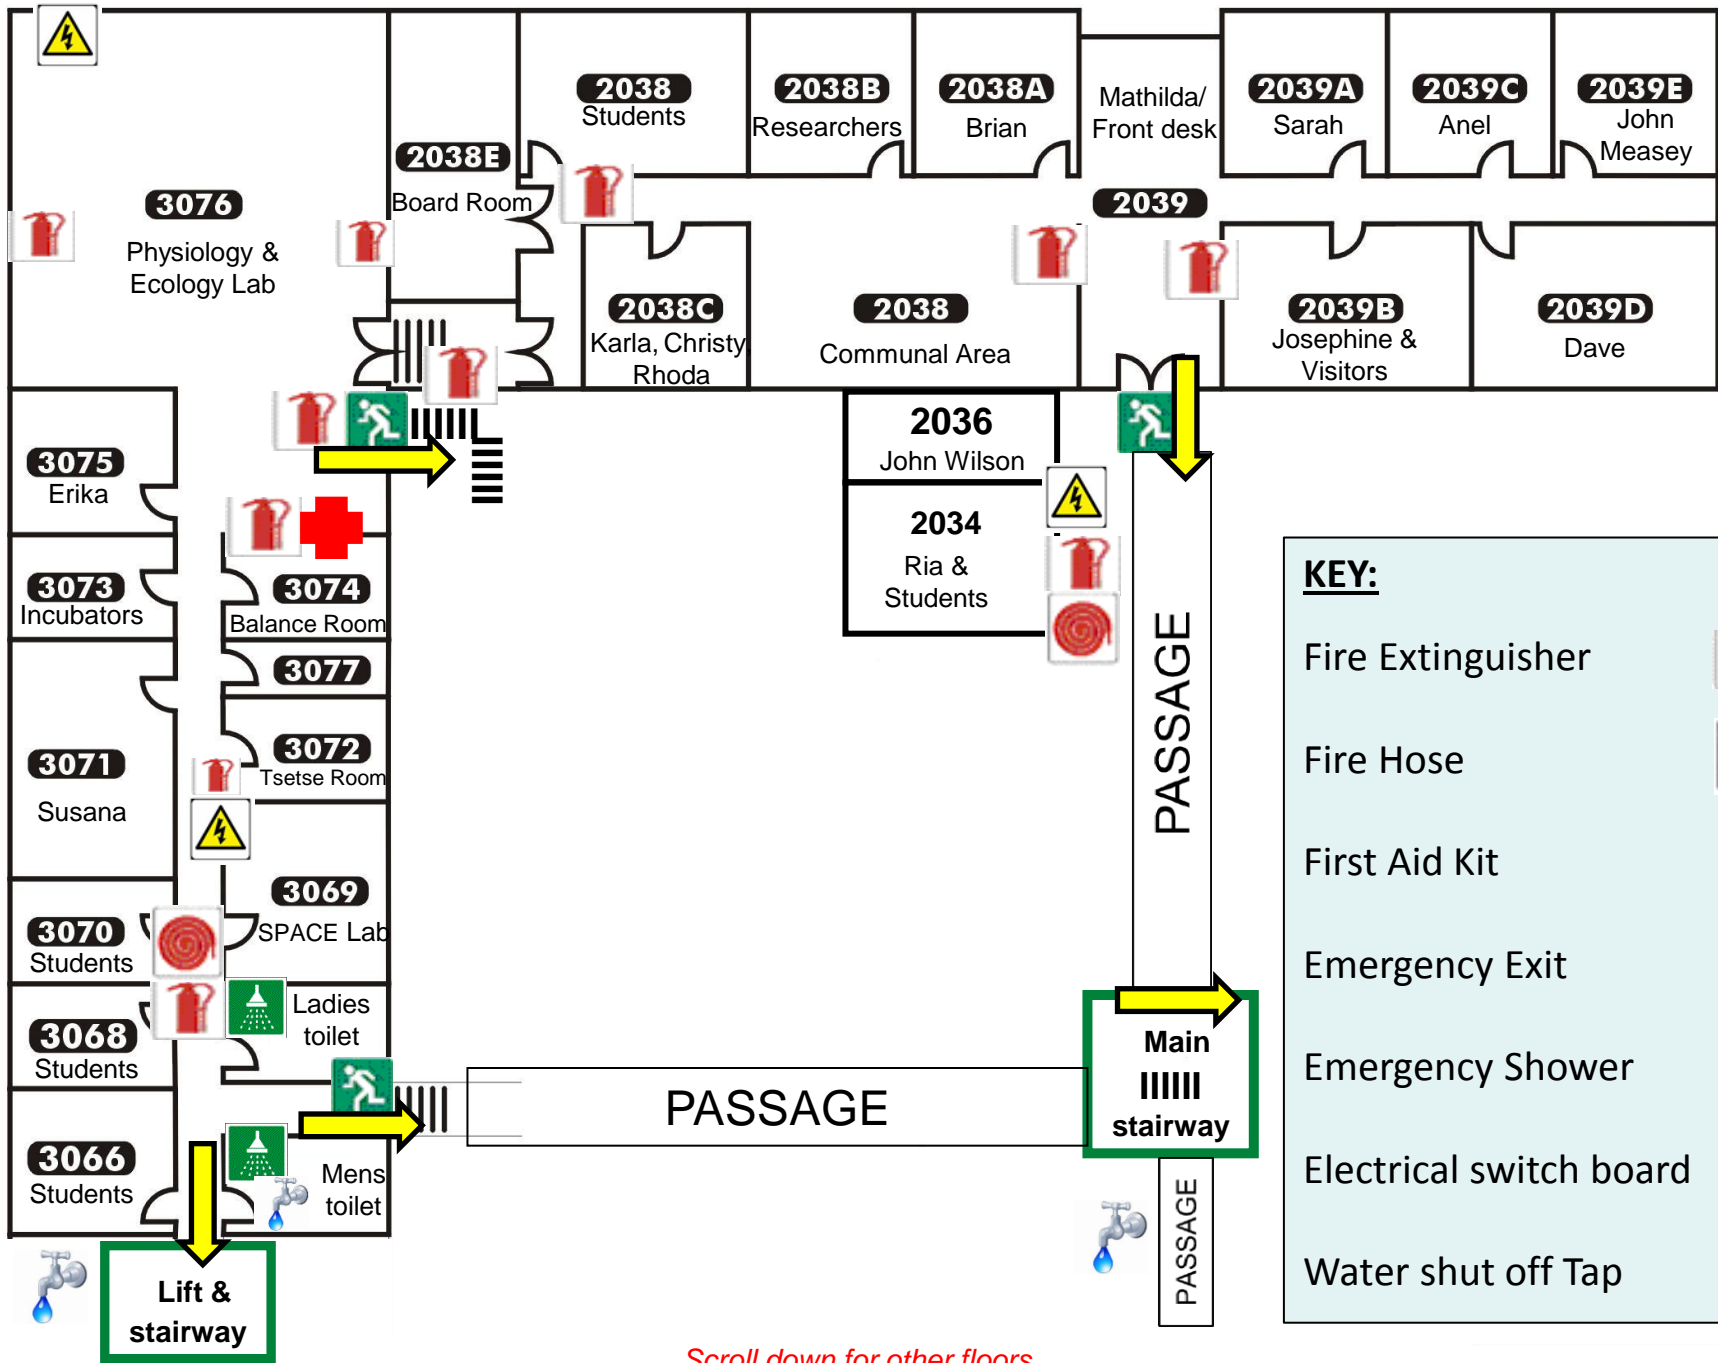 2038
Students
2038B
Researchers
2038A
Brian
Mathilda/
Front desk
2039A
Sarah
2039C
Anel
2039E
John
Measey
2038E
Board Room
3076
Physiology &
Ecology Lab
2039
2038C
Karla, Christy,
Rhoda
2038
Communal Area
2039B
Josephine &
Visitors
2039D
Dave
2036
John Wilson
2034
Ria &
Students
3075
Erika
3073
Incubators
3074
Balance Room
3077
3072
Tsetse Room
3071
Susana
3069
SPACE Lab
3070
Students
Ladies
toilet
3068
Students
3066
Students
Mens
toilet
Lift &
stairway
PASSAGE
PASSAGE
Main
stairway
PASSAGE
KEY:
Fire Extinguisher
Fire Hose
First Aid Kit
Emergency Exit
Emergency Shower
Electrical switch board
Water shut off Tap
Scroll down for other floors